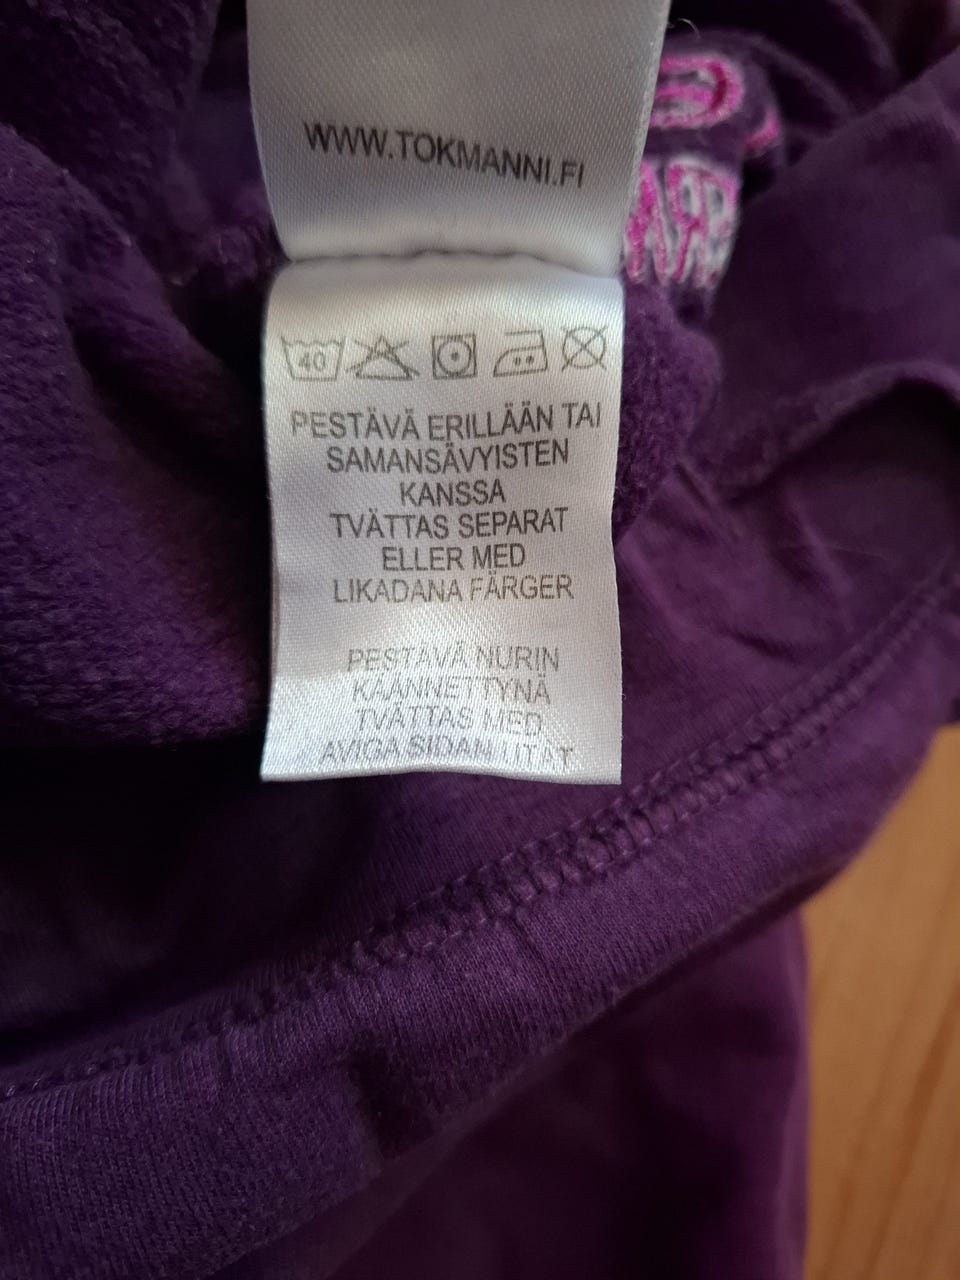 WWW.TOKMANNI.FI
40
PESTÄVÄ ERILLÄÄN TAI
SAMANSÄVYISTEN
KANSSA
TVÄTTAS SEPARAT
ELLER MED
LIKADANA FÄRGER
PESTÄVÄ NURIN
KÄÄNNETTYNÄ
TVÄTTAS MED
AVIGA SIDAN UTÅT